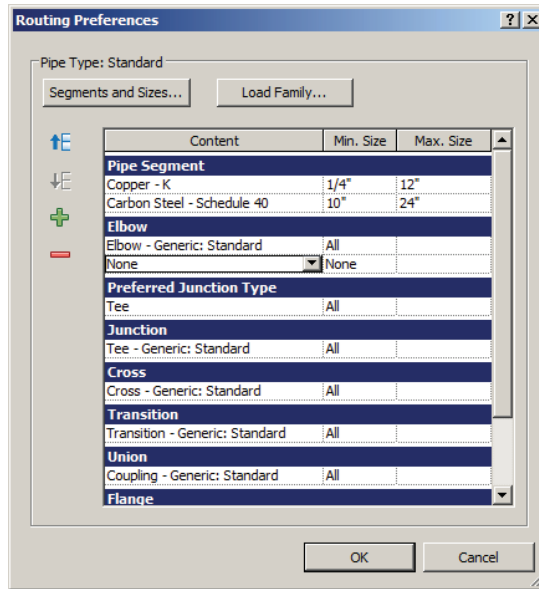 Routing Preferences
Pipe Type: Standard
Segments and Sizes... Load Family...
Content Min. Size Max. Size
Pipe Segment
Copper - K 1/4" 12"
Carbon Steel - Schedule 40 10" 24"
Elbow
Elbow - Generic: Standard All
None None
Preferred Junction Type
Tee All
Junction
Tee - Generic: Standard All
Cross
Cross - Generic: Standard All
Transition
Transition - Generic: Standard All
Union
Coupling - Generic: Standard All
Flange
OK Cancel